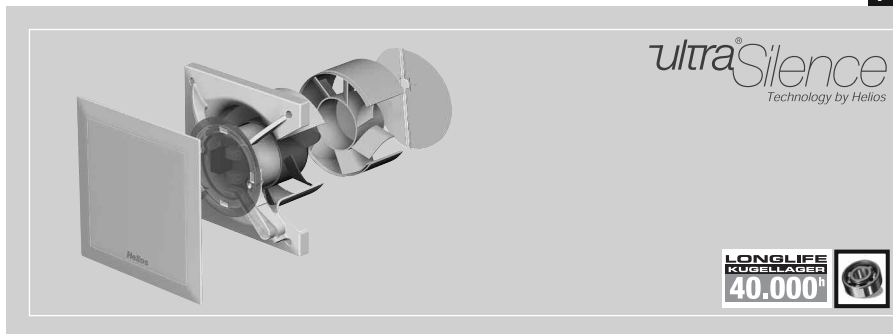 ultra®Silence
Technology by Helios
Helios
LONGLIFE
KUGELLAGER
40.000h